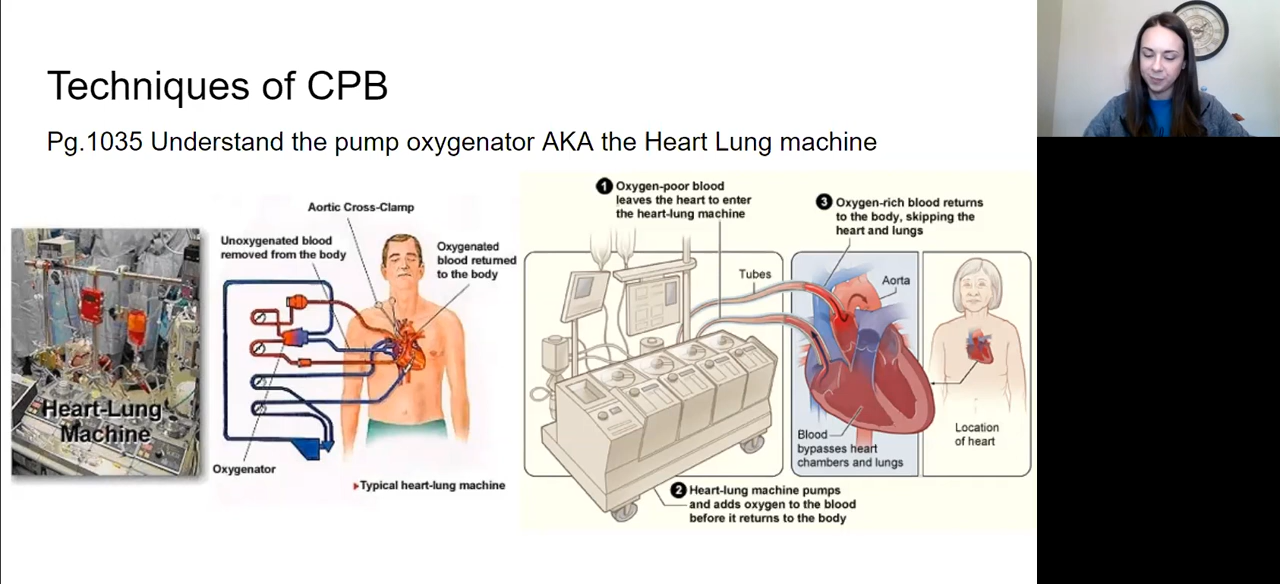 Techniques of CPB
Pg.1035 Understand the pump oxygenator AKA the Heart Lung machine
Heart-Lung
Machine
Aortic Cross-Clamp
Unoxygenated blood
removed from the body
Oxygenated
blood returned
to the body
Oxygenator
▸Typical heart-lung machine
1 Oxygen-poor blood
leaves the heart to enter
the heart-lung machine
3 Oxygen-rich blood returns
to the body, skipping the
heart and lungs
Tubes
Aorta
Blood
bypasses heart
chambers and lungs
Location
of heart
2 Heart-lung machine pumps
and adds oxygen to the blood
before it returns to the body